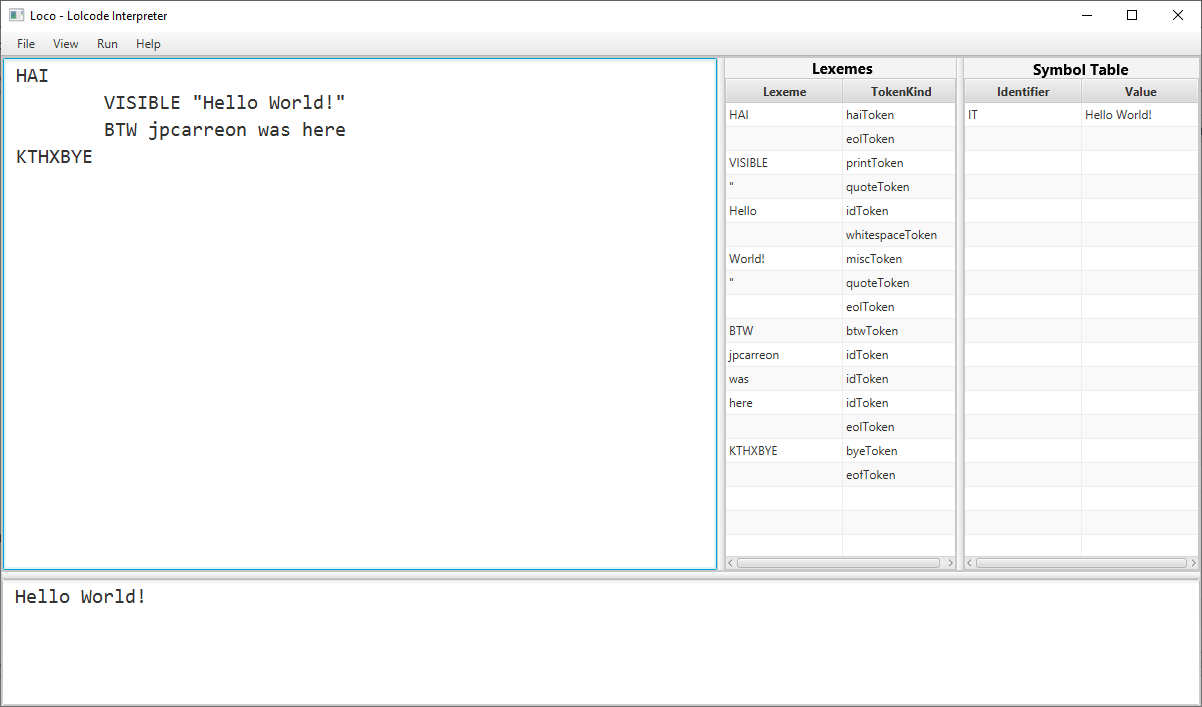 Loco - Lolcode Interpreter
File View Run Help
HAI
VISIBLE "Hello World!"
BTW jpcarreon was here
KTHXBYE
Lexemes
Lexeme TokenKind
HAI haiToken
eolToken
VISIBLE printToken
" quoteToken
Hello idToken
whitespaceToken
World! miscToken
" quoteToken
eolToken
BTW btwToken
jpcarreon idToken
was idToken
here idToken
eolToken
KTHXBYE byeToken
eofToken
Symbol Table
Identifier Value
IT Hello World!
Hello World!